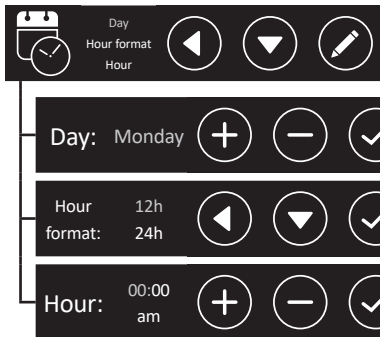 Day
Hour format
Hour
Day: Monday
Hour 12h
format: 24h
Hour: 00:00
am